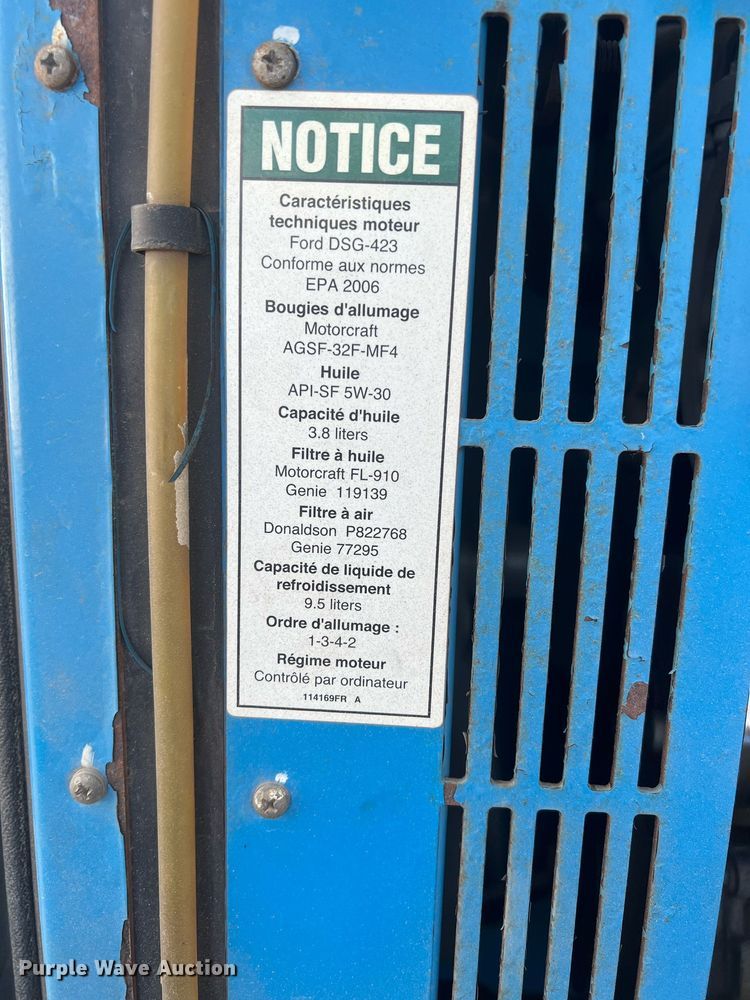 NOTICE
Caractéristiques
techniques moteur
Ford DSG-423
Conforme aux normes
EPA 2006
Bougies d'allumage
Motorcraft
AGSF-32F-MF4
Huile
API-SF 5W-30
Capacité d'huile
3.8 liters
Filtre à huile
Motorcraft FL-910
Genie 119139
Filtre à air
Donaldson P822768
Genie 77295
Capacité de liquide de
refroidissement
9.5 liters
Ordre d'allumage :
1-3-4-2
Régime moteur
Contrôlé par ordinateur
114169FR A
Purple Wave Auction